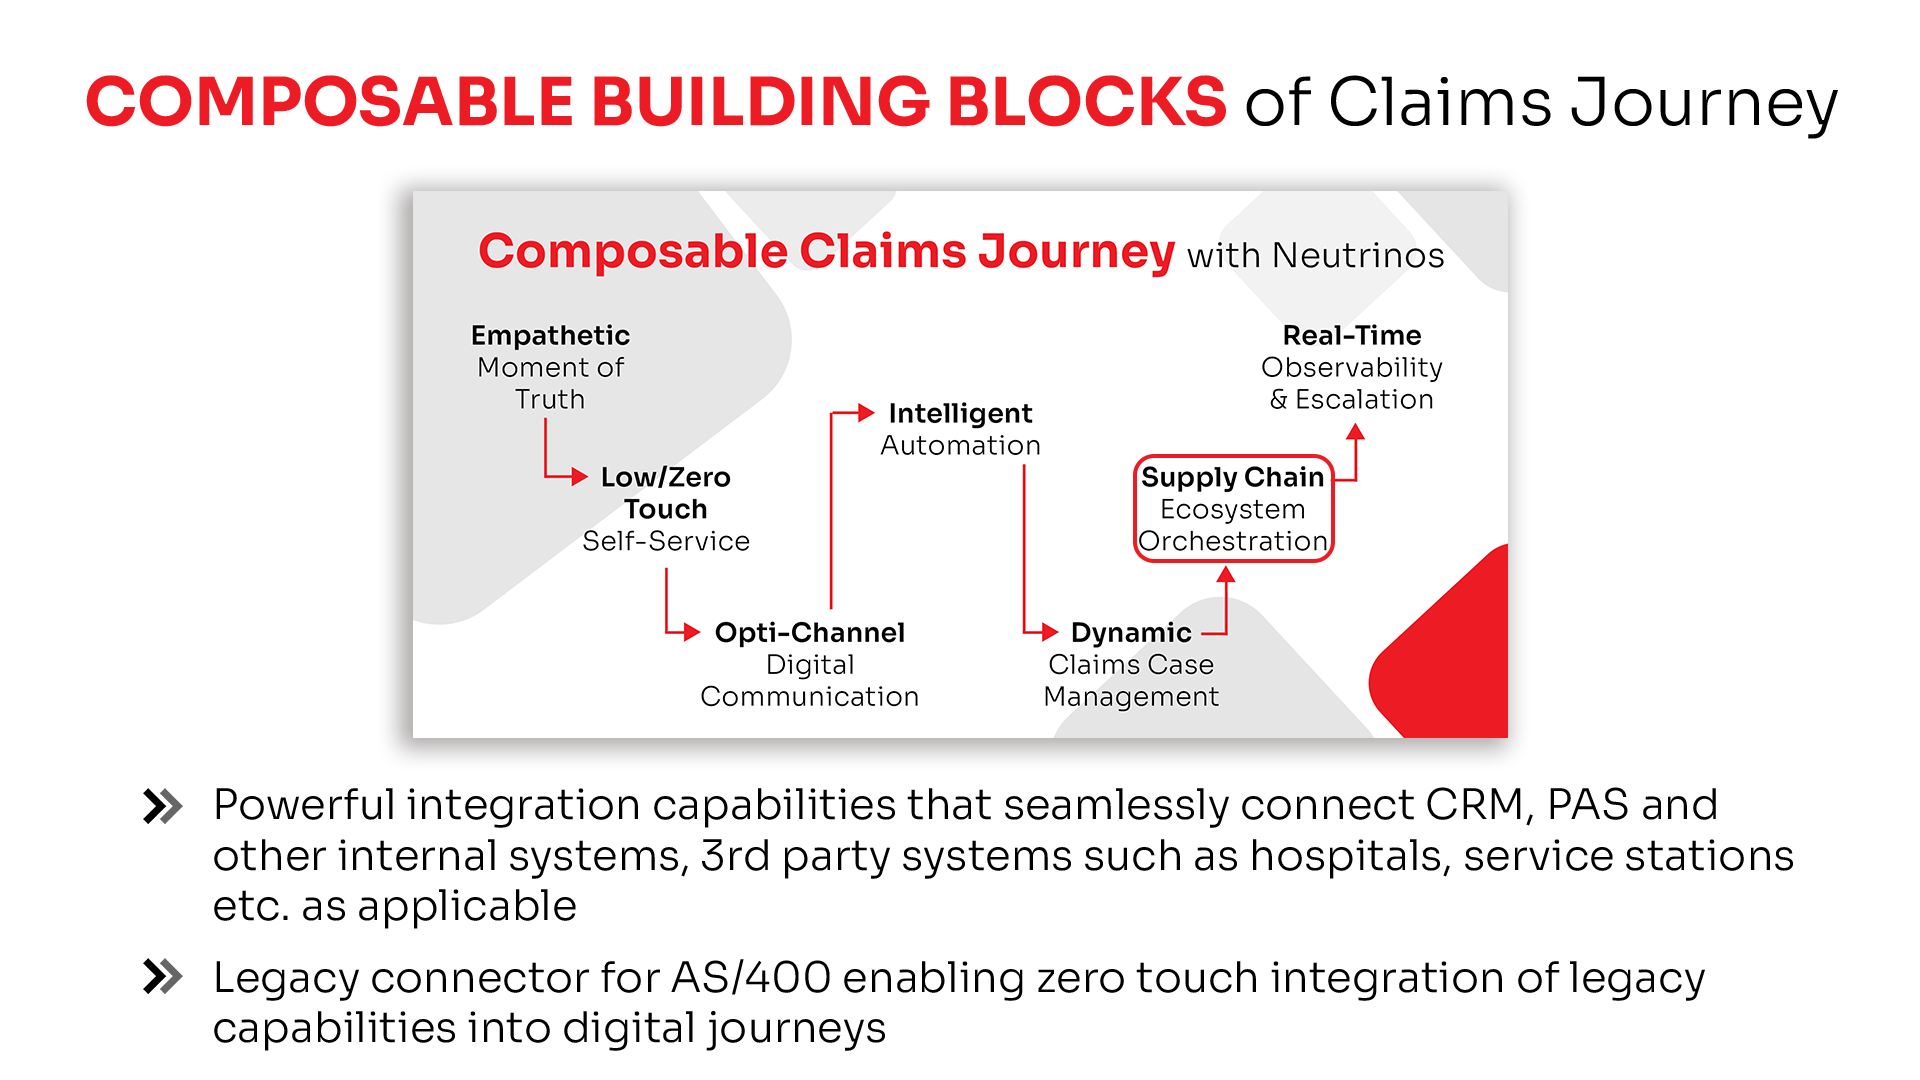 COMPOSABLE BUILDING BLOCKS of Claims Journey
Composable Claims Journey with Neutrinos
Empathetic
Moment of
Truth
Low/Zero
Touch
Self-Service
Opti-Channel
Digital
Communication
Intelligent
Automation
Dynamic
Claims Case
Management
Supply Chain
Ecosystem
Orchestration
Real-Time
Observability
& Escalation
Powerful integration capabilities that seamlessly connect CRM, PAS and
other internal systems, 3rd party systems such as hospitals, service stations
etc. as applicable
Legacy connector for AS/400 enabling zero touch integration of legacy
capabilities into digital journeys